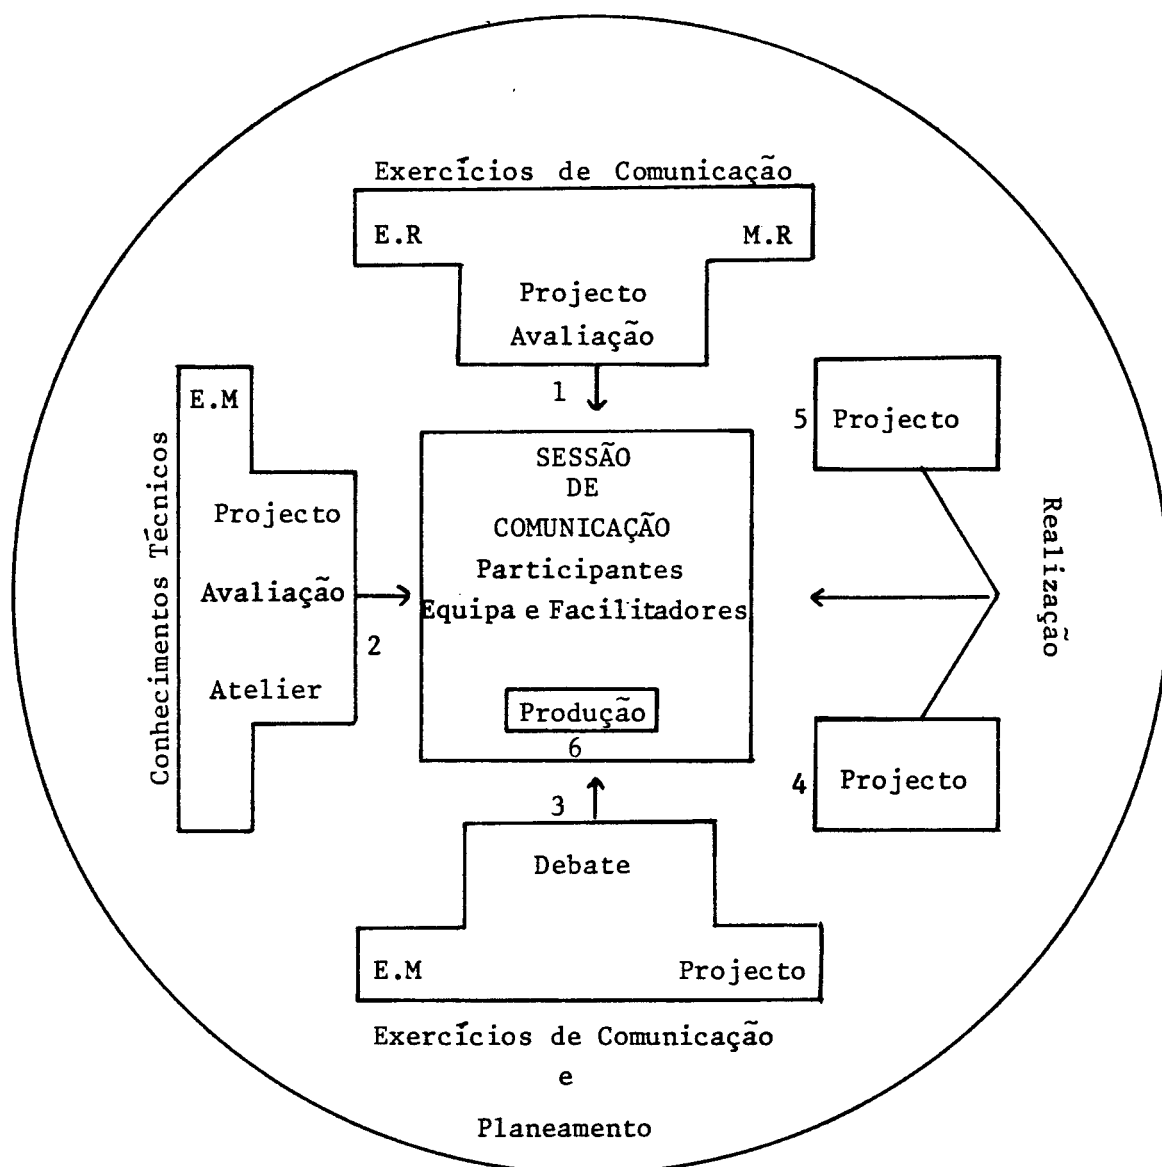 Exercícios de Comunicação
E.R M.R
Projecto
Avaliação
1
E.M
Conhecimentos Técnicos
Projecto
Avaliação
Atelier
2
SESSÃO
DE
COMUNICAÇÃO
Participantes
Equipa e Facilitadores
Produção
6
5 Projecto
Realização
4 Projecto
3
Debate
E.M Projecto
Exercícios de Comunicação
e
Planeamento